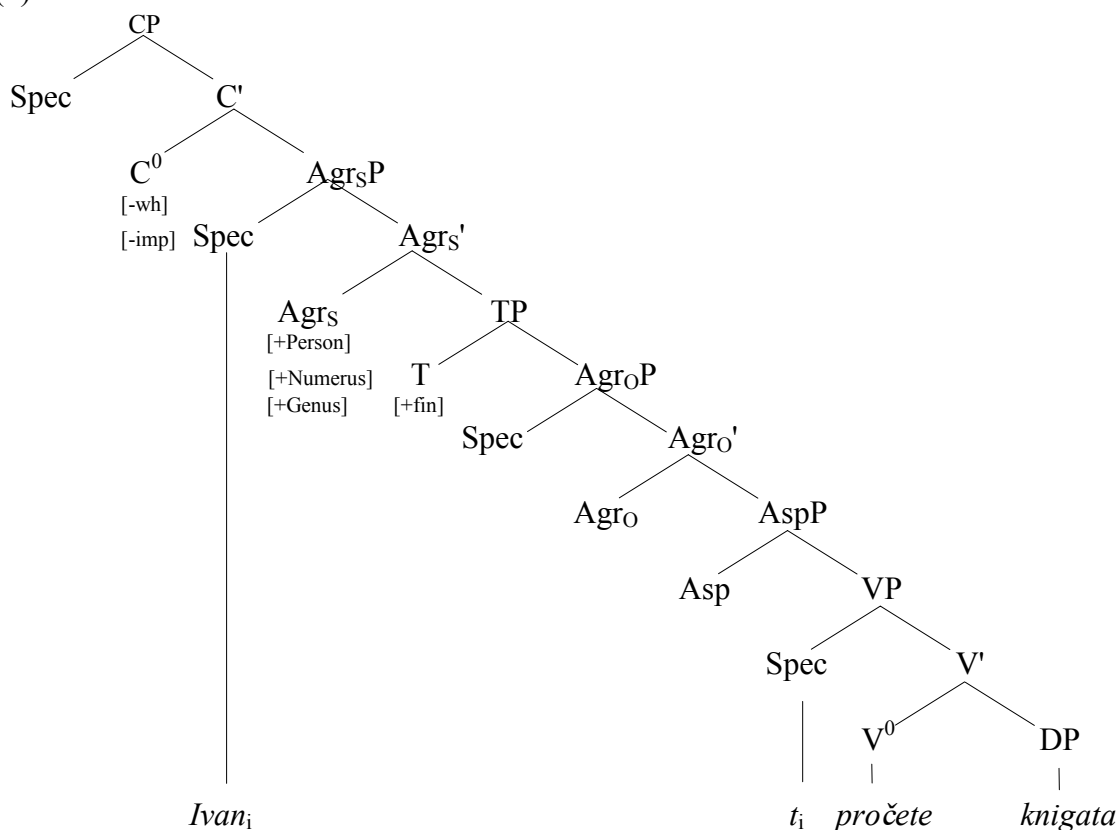 CP
Spec C'
C⁰ AgrₛP
[-wh]
[-imp] Spec Agrₛ'
Agrₛ TP
[+Person]
[+Numerus] T AgrₒP
[+Genus] [+fin]
Spec Agrₒ'
Agrₒ AspP
Asp VP
Spec V'
V⁰ DP
Ivanᵢ tᵢ pročete knigata